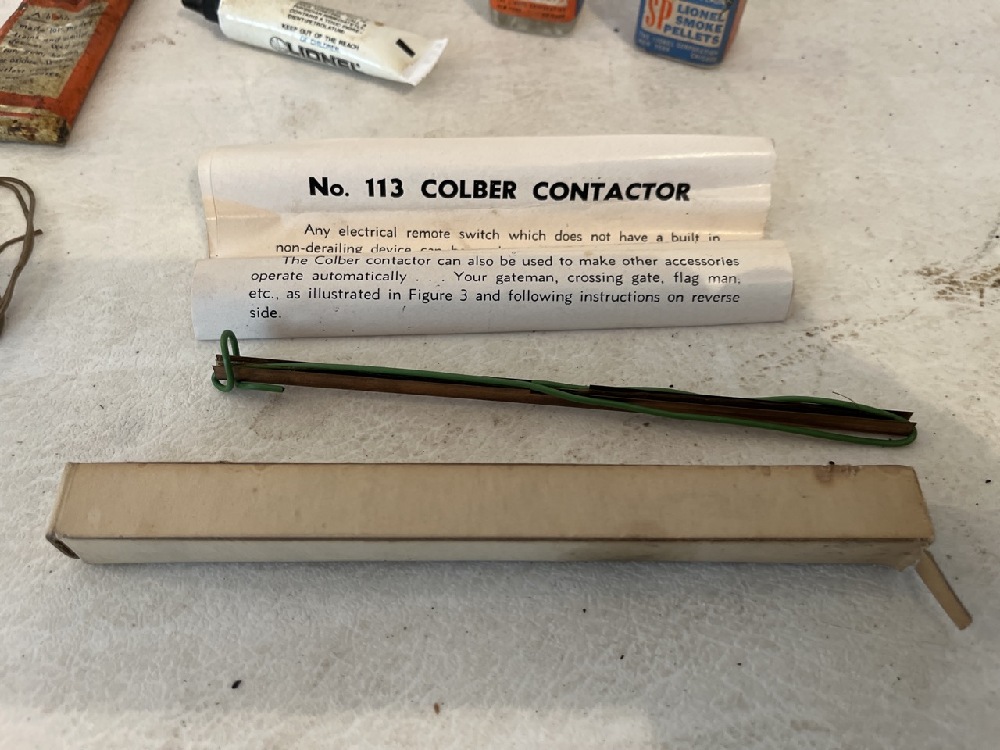 KEEP OUT OF THE REACH
LIONEL
SP LIONEL
SMOKE
PELLETS
No. 113 COLBER CONTACTOR
Any electrical remote switch which does not have a built in
non-derailing device can
The Colber contactor can also be used to make other accessories
operate automatically . . . Your gateman, crossing gate, flag man,
etc., as illustrated in Figure 3 and following instructions on reverse
side.